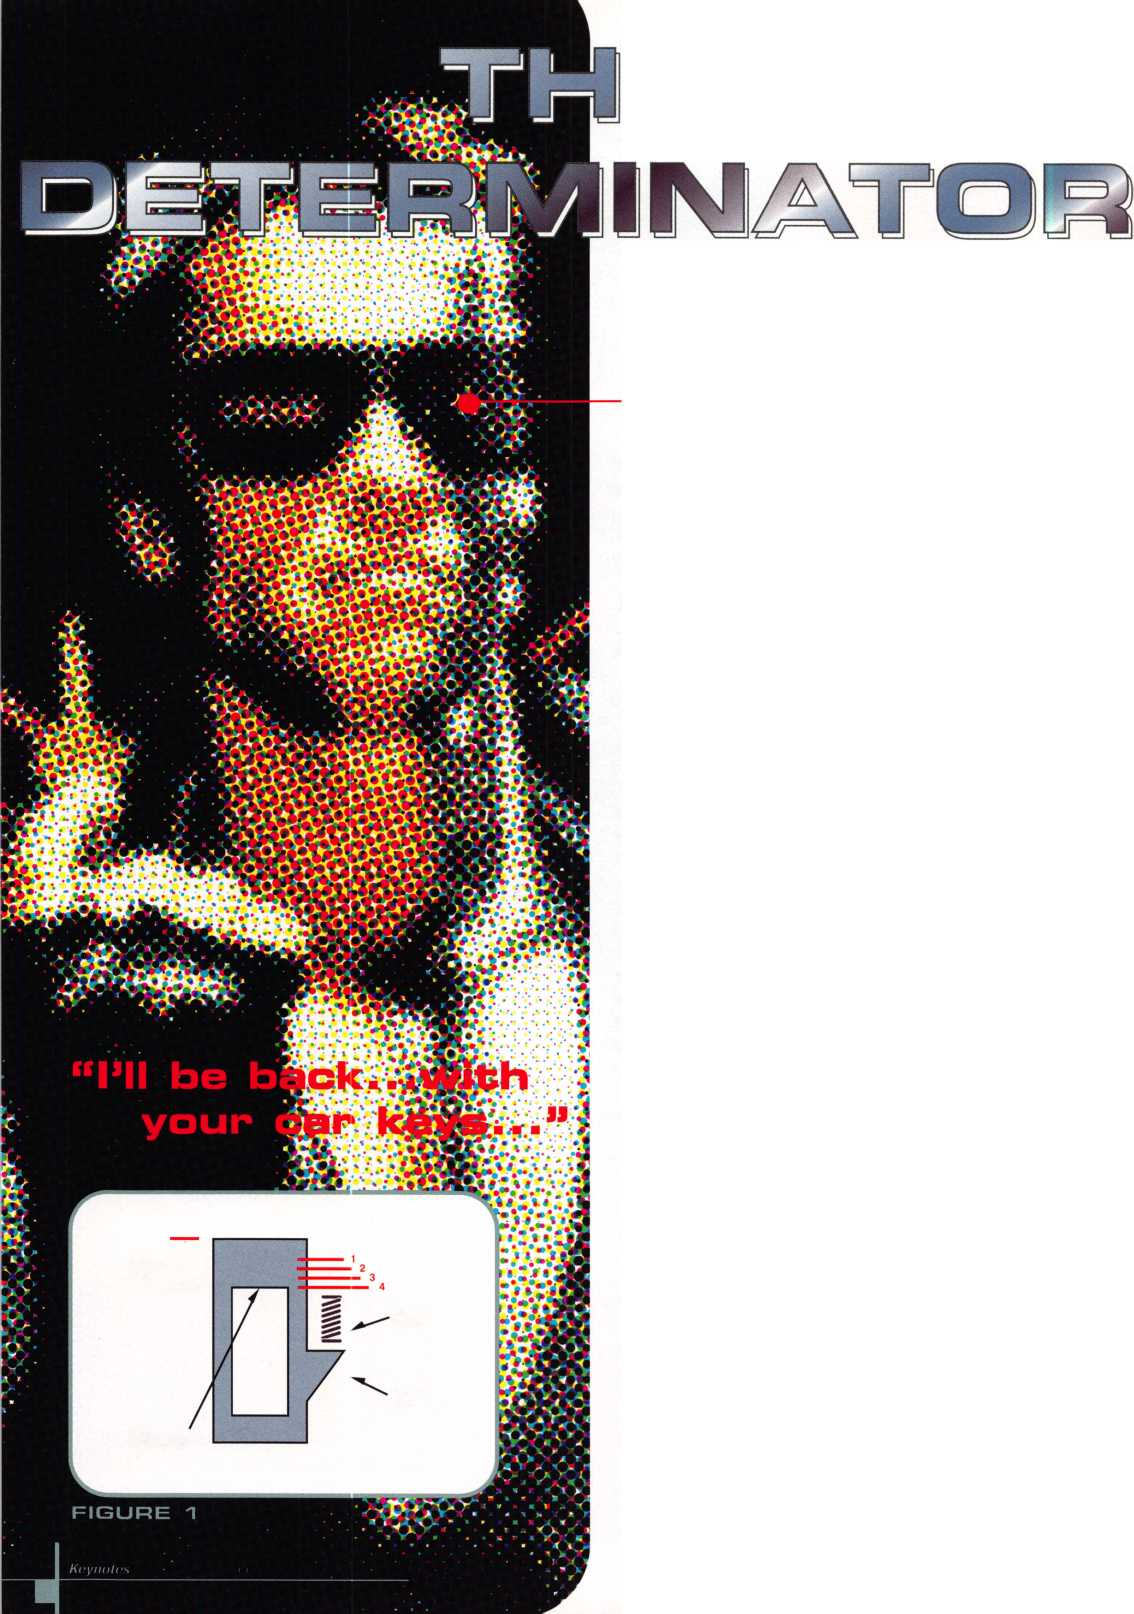 TH
DETERMINATOR
“I’ll be back...with
your car keys...”
1
2
3
4
FIGURE 1
Keynotes